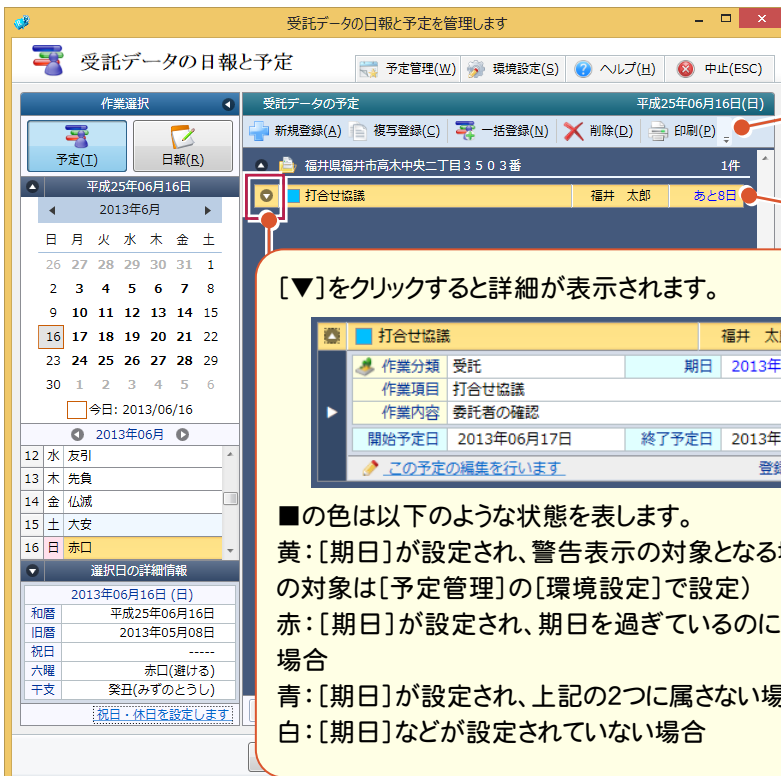 受託データの日報と予定を管理します
受託データの日報と予定
予定管理(W) 環境設定(S) ヘルプ(H) 中止(ESC)
作業選択
予定(T) 日報(R)
平成25年06月16日
2013年6月
日 月 火 水 木 金 土
26 27 28 29 30 31 1
2 3 4 5 6 7 8
9 10 11 12 13 14 15
16 17 18 19 20 21 22
23 24 25 26 27 28 29
30 1 2 3 4 5 6
今日: 2013/06/16
2013年06月
12 水 友引
13 木 先負
14 金 仏滅
15 土 大安
16 日 赤口
選択日の詳細情報
2013年06月16日 (日)
和暦 平成25年06月16日
旧暦 2013年05月08日
祝日 -----
六曜 赤口(避ける)
干支 癸丑(みずのとうし)
祝日・休日を設定します
受託データの予定 平成25年06月16日(日)
新規登録(A) 複写登録(C) 一括登録(N) 削除(D) 印刷(P)
福井県福井市高木中央二丁目3503番 1件
打合せ協議 福井 太郎 あと8日
[▼]をクリックすると詳細が表示されます。
打合せ協議 福井 太
作業分類 受託 期日 2013年
作業項目 打合せ協議
作業内容 委託者の確認
開始予定日 2013年06月17日 終了予定日 2013年
この予定の編集を行います 登
■の色は以下のような状態を表します。
黄:[期日]が設定され、警告表示の対象となる
の対象は[予定管理]の[環境設定]で設定)
赤:[期日]が設定され、期日を過ぎているのに
場合
青:[期日]が設定され、上記の2つに属さない場
白:[期日]などが設定されていない場合